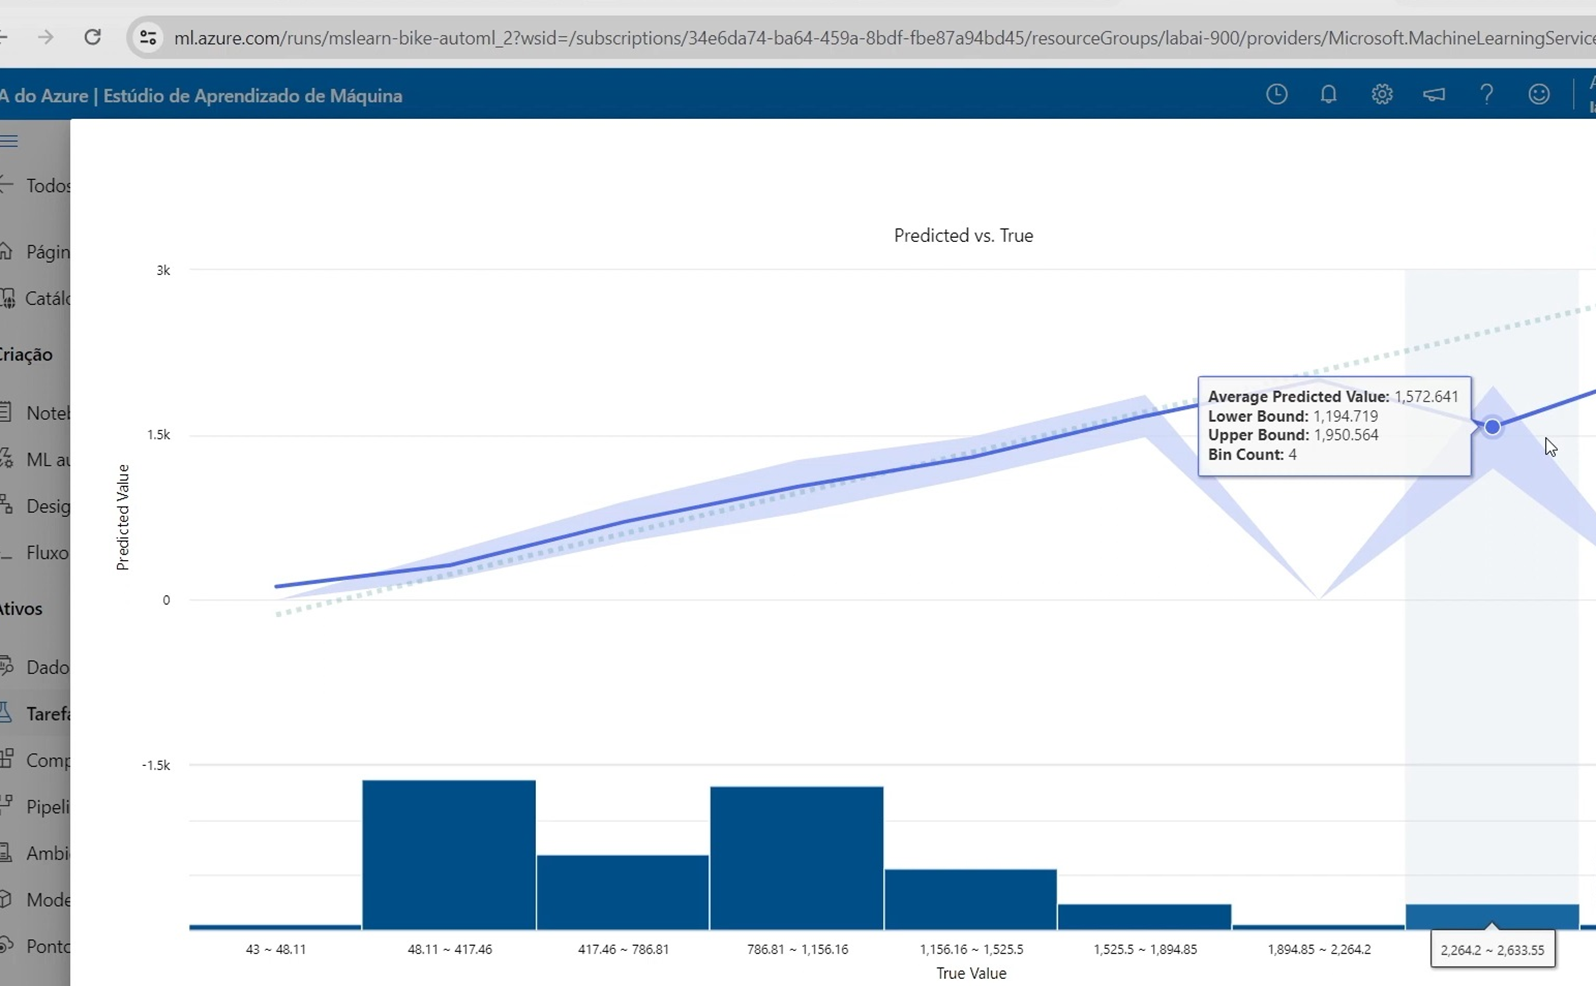 ml.azure.com/runs/mslearn-bike-automl_2?wsid=/subscriptions/34e6da74-ba64-459a-8bdf-fbe87a94bd45/resourceGroups/labai-900/providers/Microsoft.MachineLearningService
A do Azure | Estúdio de Aprendizado de Máquina
Todos
Págin
Catálo
Criação
Noteb
ML au
Desig
Fluxo
Ativos
Dado
Tarefa
Comp
Pipeli
Ambi
Mode
Ponto
Predicted vs. True
3k
1.5k
0
-1.5k
Predicted Value
Average Predicted Value: 1,572.641
Lower Bound: 1,194.719
Upper Bound: 1,950.564
Bin Count: 4
43 ~ 48.11
48.11 ~ 417.46
417.46 ~ 786.81
786.81 ~ 1,156.16
1,156.16 ~ 1,525.5
1,525.5 ~ 1,894.85
1,894.85 ~ 2,264.2
2,264.2 ~ 2,633.55
True Value